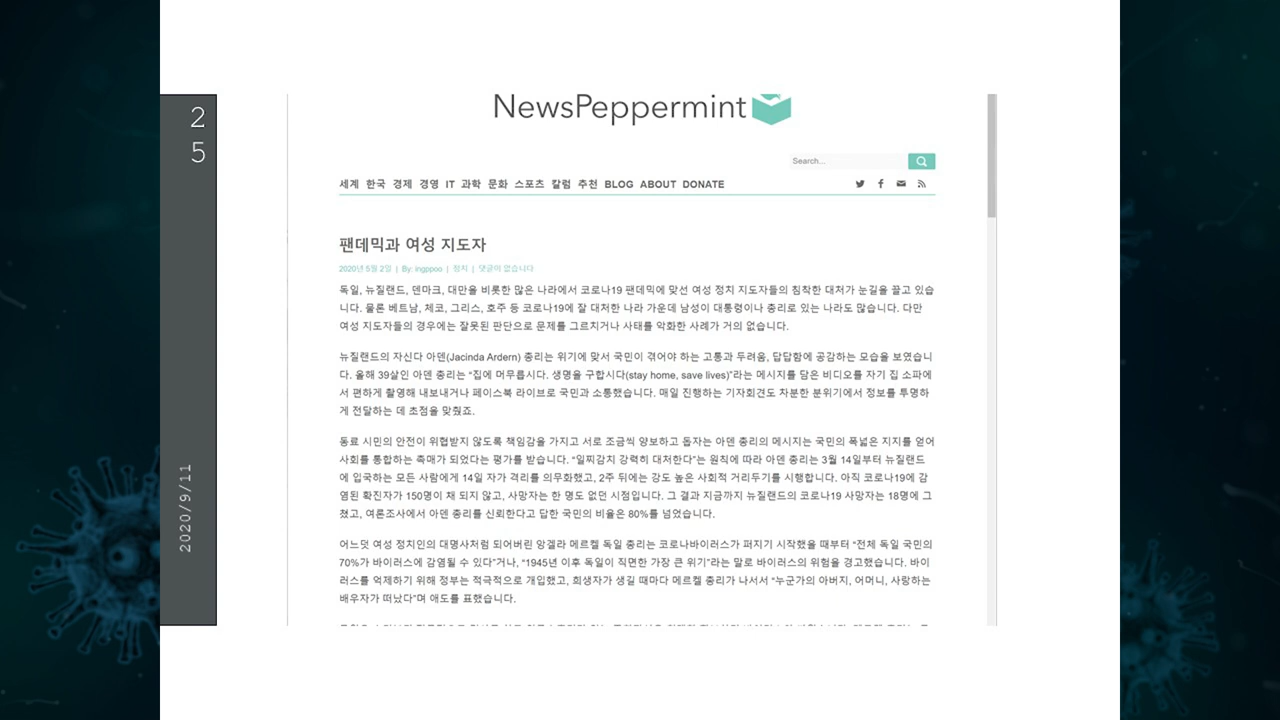 2
5
2020/9/11
NewsPeppermint
Search...
세계 한국 경제 경영 IT 과학 문화 스포츠 칼럼 추천 BLOG ABOUT DONATE
팬데믹과 여성 지도자
2020년 5월 2일 | By: ingppoo | 정치 | 댓글이 없습니다
독일, 뉴질랜드, 덴마크, 대만을 비롯한 많은 나라에서 코로나19 팬데믹에 맞선 여성 정치 지도자들의 침착한 대처가 눈길을 끌고 있습
니다. 물론 베트남, 체코, 그리스, 호주 등 코로나19에 잘 대처한 나라 가운데 남성이 대통령이나 총리로 있는 나라도 많습니다. 다만
여성 지도자들의 경우에는 잘못된 판단으로 문제를 그르치거나 사태를 악화한 사례가 거의 없습니다.
뉴질랜드의 자신다 아덴(Jacinda Ardern) 총리는 위기에 맞서 국민이 겪어야 하는 고통과 두려움, 답답함에 공감하는 모습을 보였습니
다. 올해 39살인 아덴 총리는 “집에 머무릅시다. 생명을 구합시다(stay home, save lives)”라는 메시지를 담은 비디오를 자기 집 소파에
서 편하게 촬영해 내보내거나 페이스북 라이브로 국민과 소통했습니다. 매일 진행하는 기자회견도 차분한 분위기에서 정보를 투명하
게 전달하는 데 초점을 맞췄죠.
동료 시민의 안전이 위협받지 않도록 책임감을 가지고 서로 조금씩 양보하고 돕자는 아덴 총리의 메시지는 국민의 폭넓은 지지를 얻어
사회를 통합하는 촉매가 되었다는 평가를 받습니다. “일찌감치 강력히 대처한다”는 원칙에 따라 아덴 총리는 3월 14일부터 뉴질랜드
에 입국하는 모든 사람에게 14일 자가 격리를 의무화했고, 2주 뒤에는 강도 높은 사회적 거리두기를 시행합니다. 아직 코로나19에 감
염된 확진자가 150명이 채 되지 않고, 사망자는 한 명도 없던 시점입니다. 그 결과 지금까지 뉴질랜드의 코로나19 사망자는 18명에 그
쳤고, 여론조사에서 아덴 총리를 신뢰한다고 답한 국민의 비율은 80%를 넘었습니다.
어느덧 여성 정치인의 대명사처럼 되어버린 앙겔라 메르켈 독일 총리는 코로나바이러스가 퍼지기 시작했을 때부터 “전체 독일 국민의
70%가 바이러스에 감염될 수 있다”거나, “1945년 이후 독일이 직면한 가장 큰 위기”라는 말로 바이러스의 위험을 경고했습니다. 바이
러스를 억제하기 위해 정부는 적극적으로 개입했고, 희생자가 생길 때마다 메르켈 총리가 나서서 “누군가의 아버지, 어머니, 사랑하는
배우자가 떠났다”며 애도를 표했습니다.